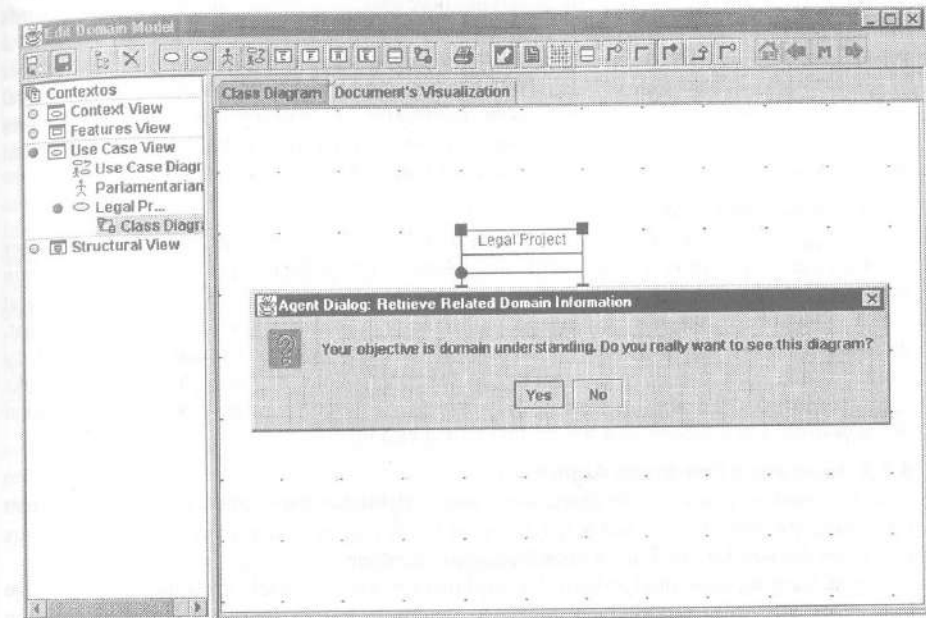 Edit Domain Model
Contextos
Context View
Features View
Use Case View
Use Case Diagr
Parlamentarian
Legal Pr...
Class Diagra
Structural View
Class Diagram Document's Visualization
Legal Project
Agent Dialog: Retrieve Related Domain Information
Your objective is domain understanding. Do you really want to see this diagram?
Yes No